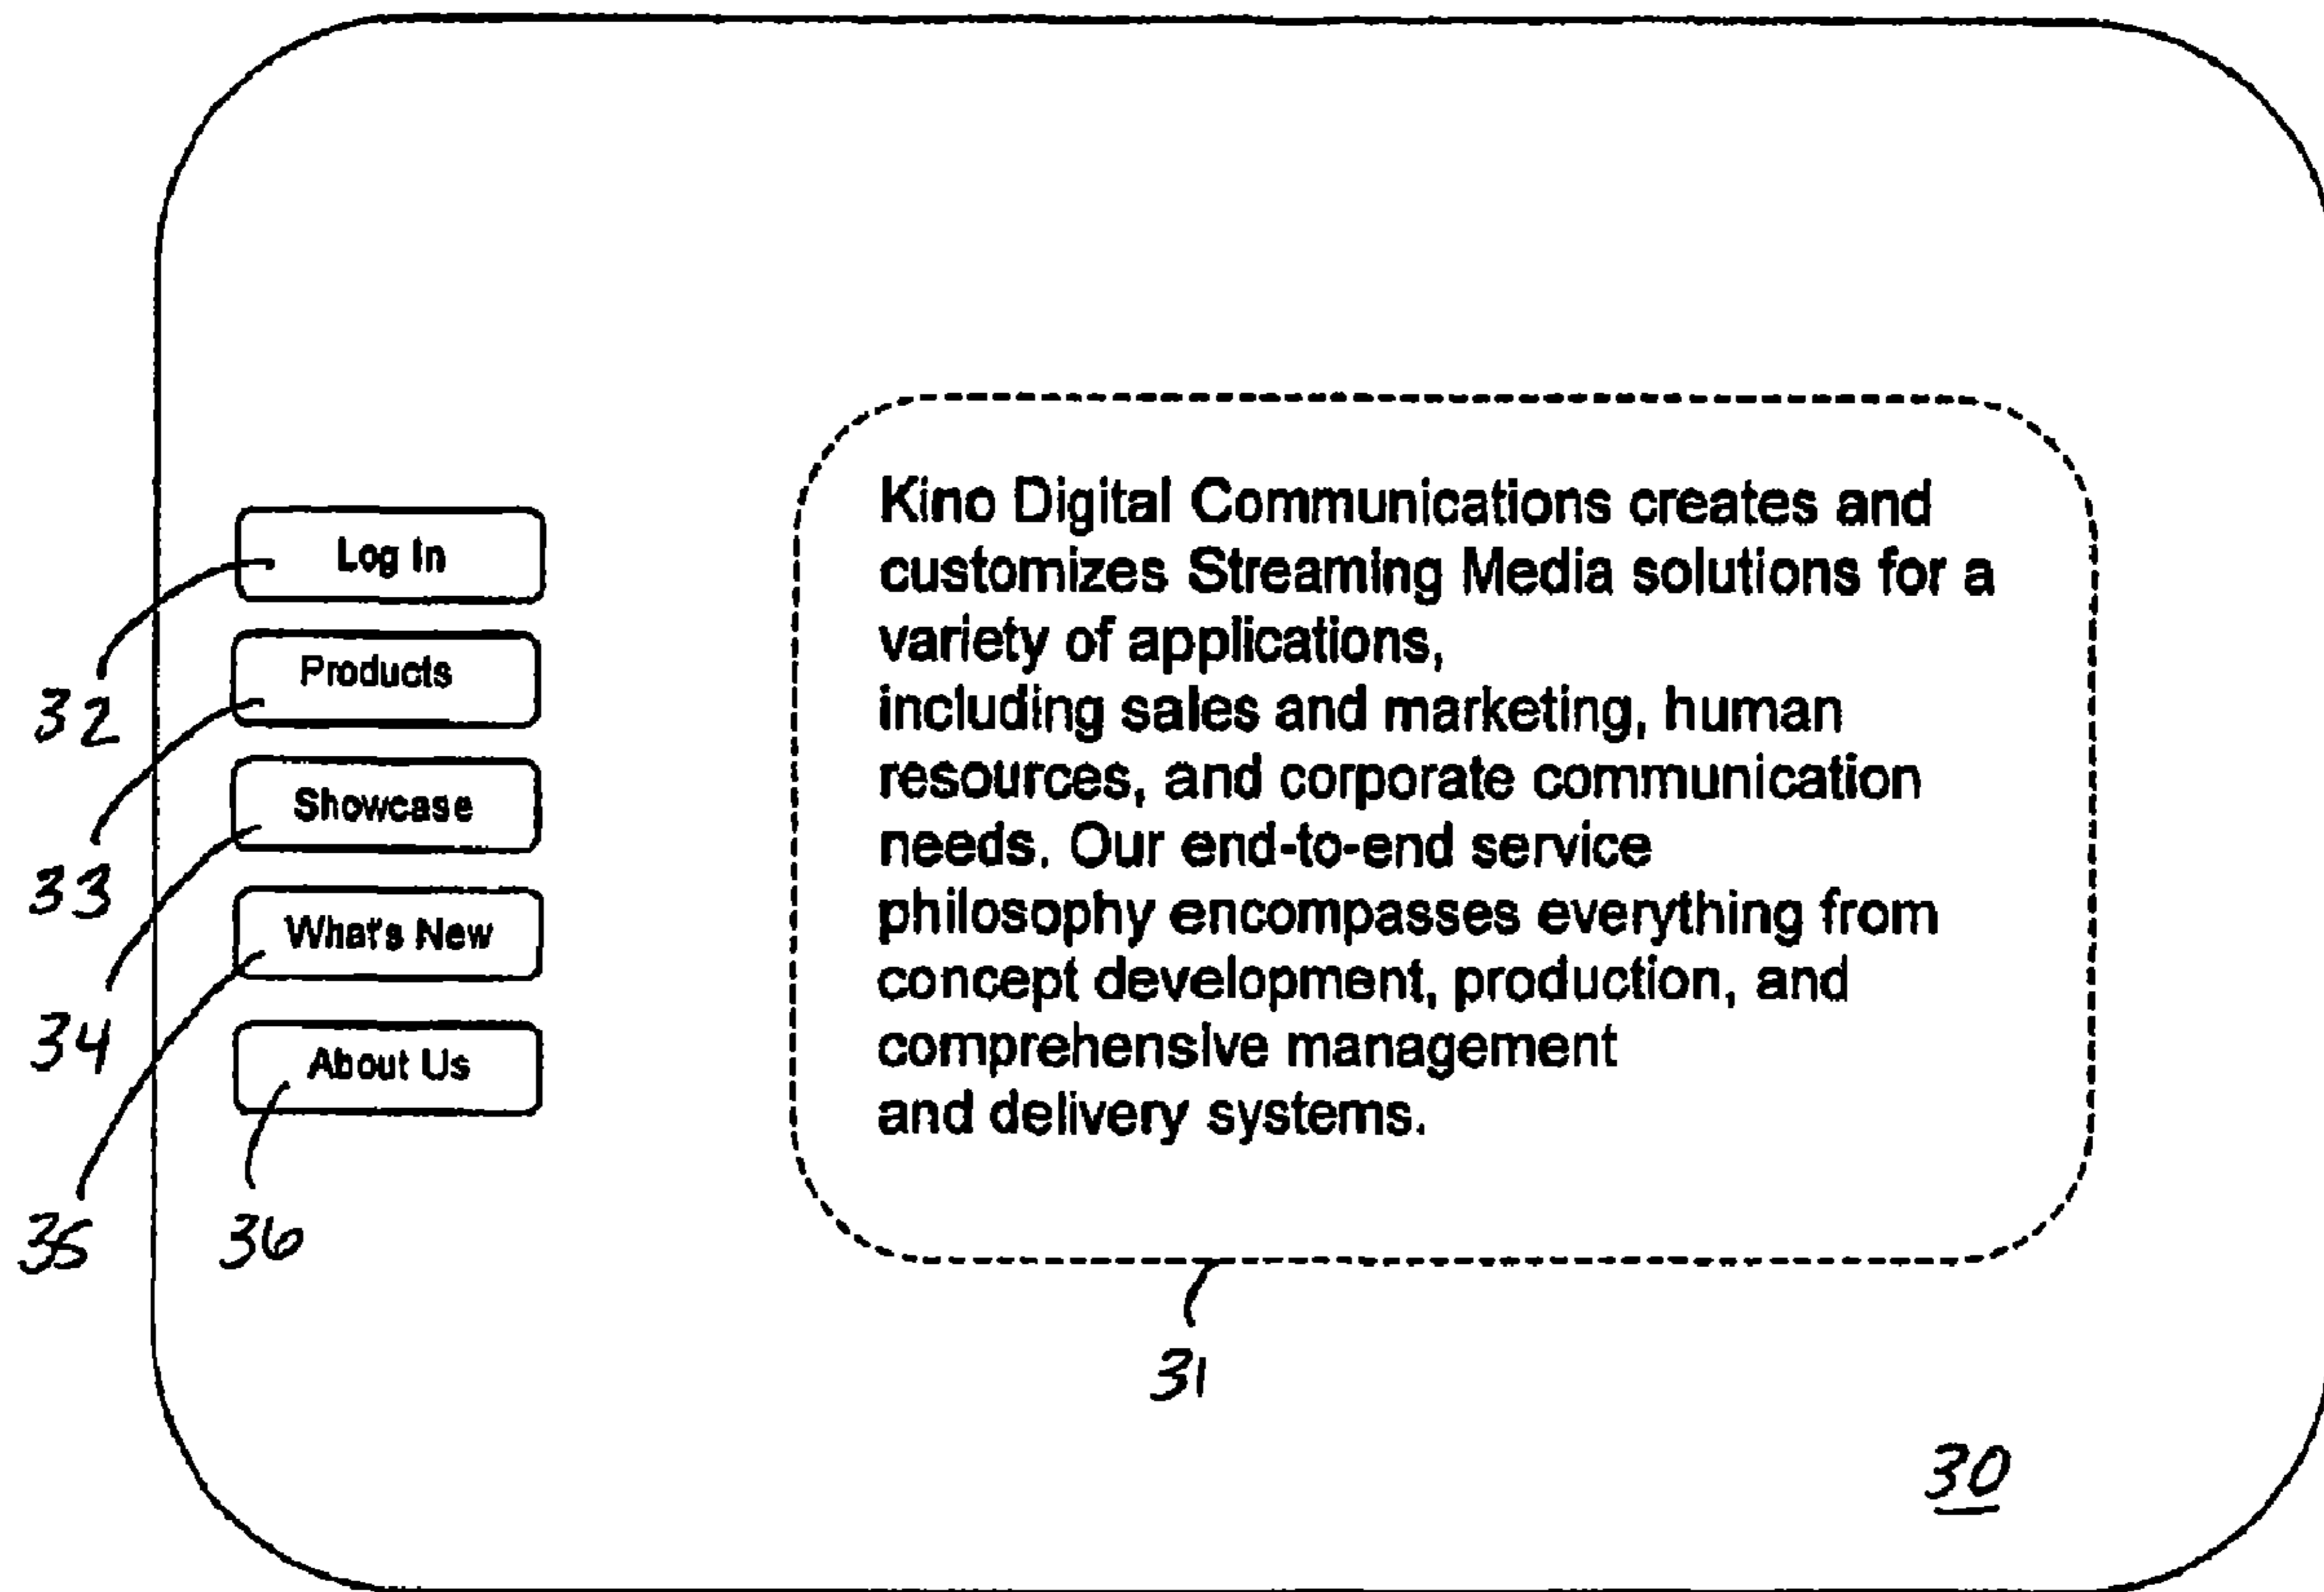 Log In
Products
Showcase
What's New
About Us
32
33
34
35
36
Kino Digital Communications creates and
customizes Streaming Media solutions for a
variety of applications,
including sales and marketing, human
resources, and corporate communication
needs. Our end-to-end service
philosophy encompasses everything from
concept development, production, and
comprehensive management
and delivery systems.
31
30